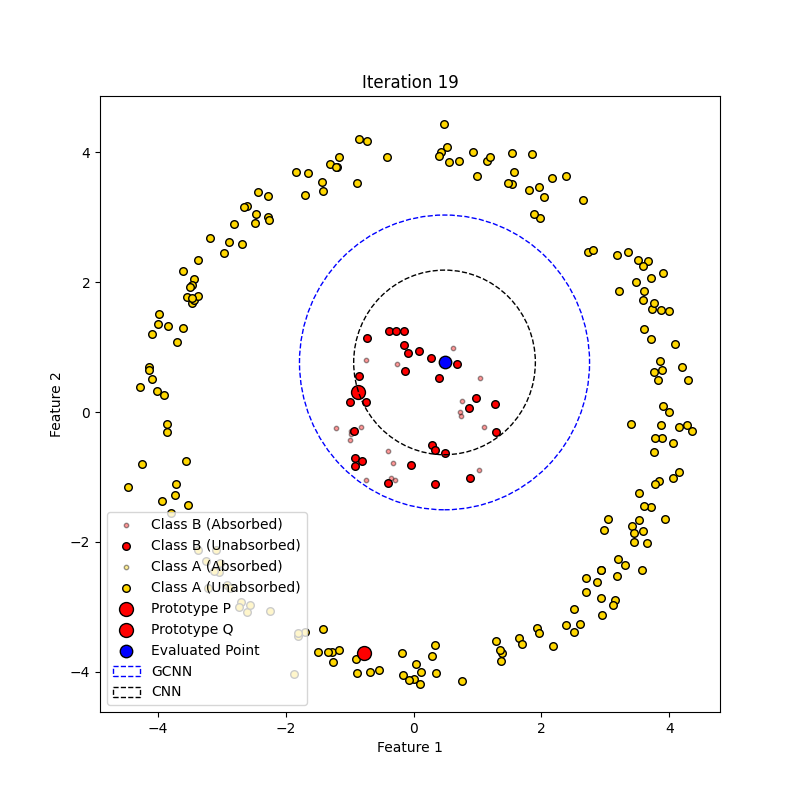 Iteration 19
4
2
0
−2
−4
Feature 2
Class B (Absorbed)
Class B (Unabsorbed)
Class A (Absorbed)
Class A (Unabsorbed)
Prototype P
Prototype Q
Evaluated Point
GCNN
CNN
−4 −2 0 2 4
Feature 1